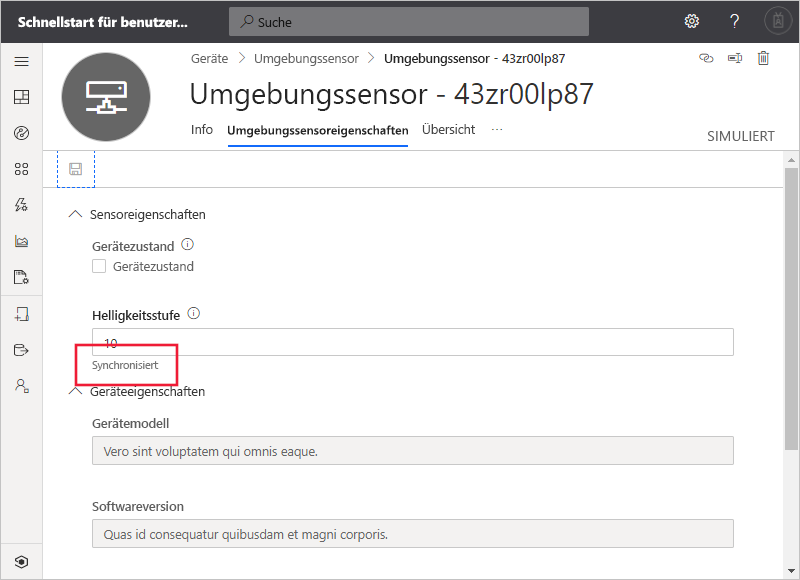 Schnellstart für benutzer...
Suche
?
Geräte > Umgebungssensor > Umgebungssensor - 43zr00lp87
Umgebungssensor - 43zr00lp87
Info Umgebungssensoreigenschaften Übersicht ...
SIMULIERT
Sensoreigenschaften
Gerätezustand
Gerätezustand
Helligkeitsstufe
10
Synchronisiert
Geräteeigenschaften
Gerätemodell
Vero sint voluptatem qui omnis eaque.
Softwareversion
Quas id consequatur quibusdam et magni corporis.